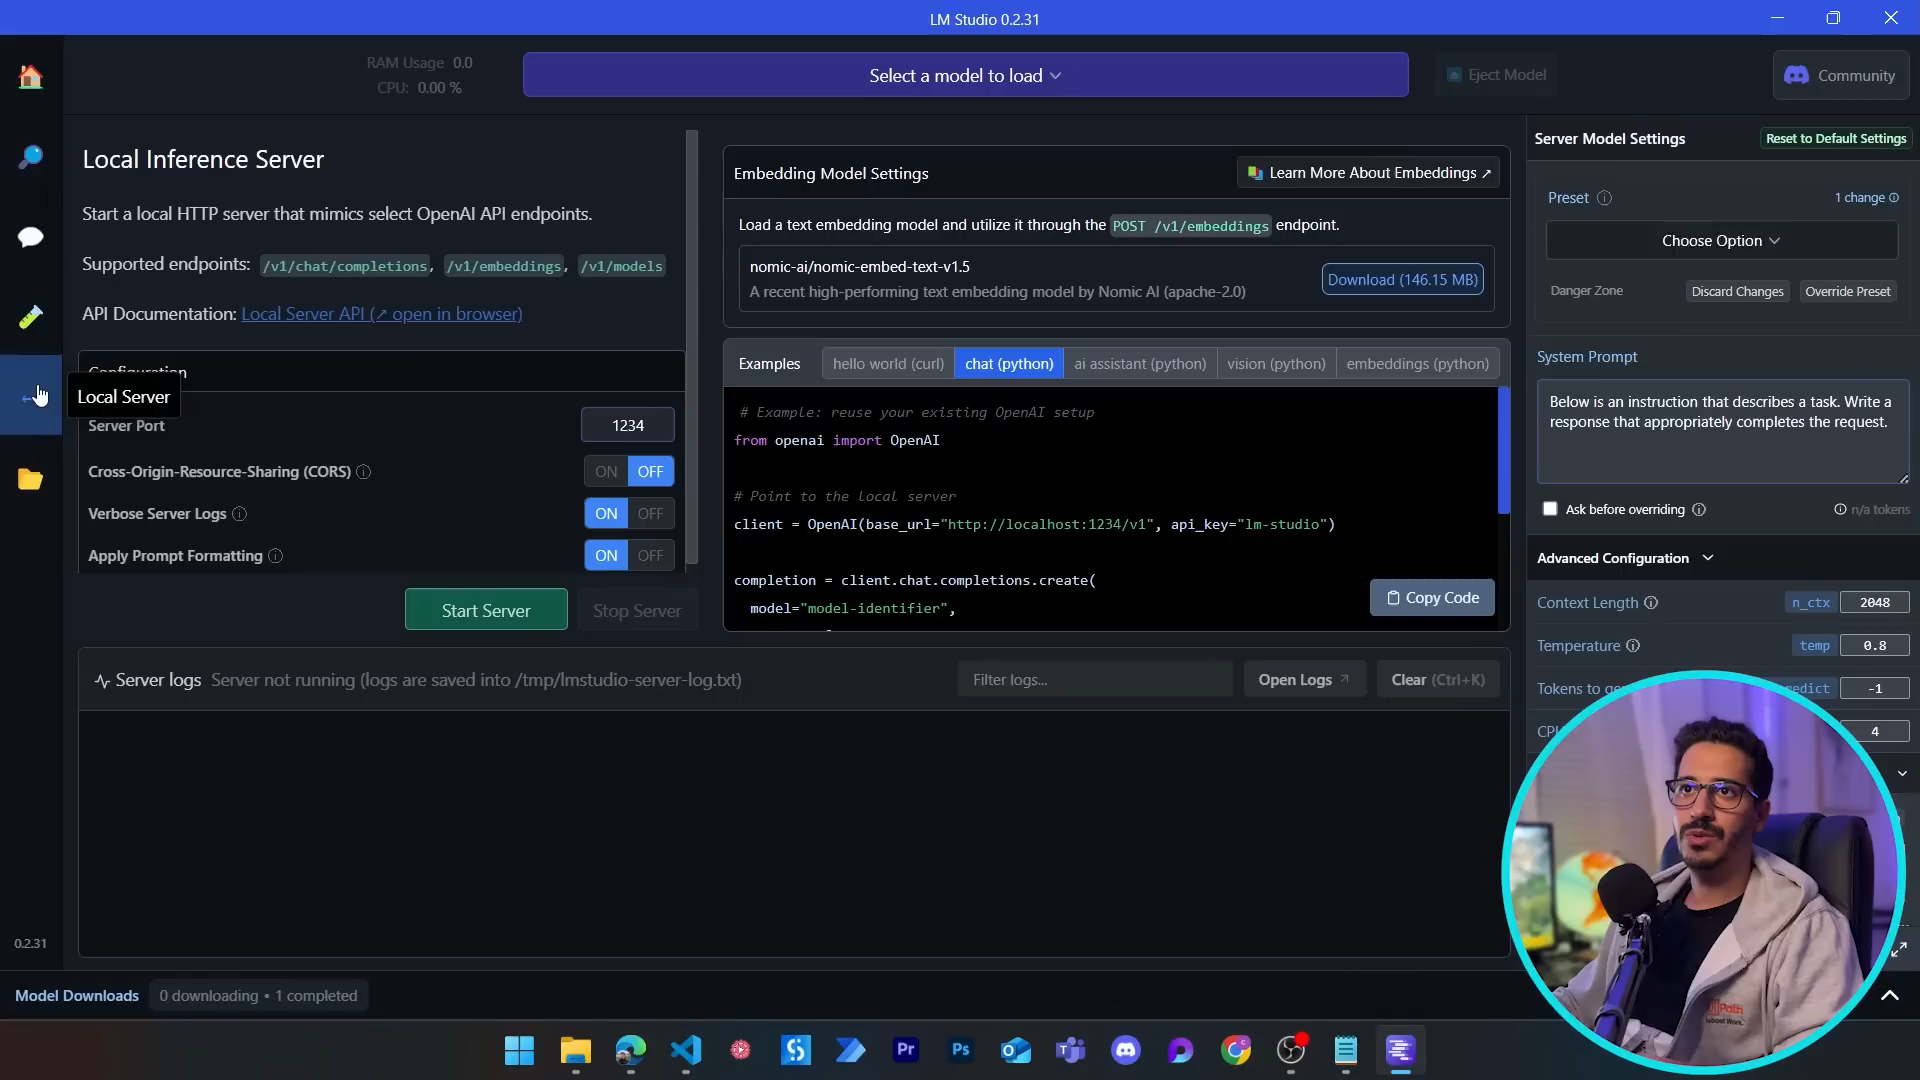 LM Studio 0.2.31
RAM Usage 0.0
CPU: 0.00 %
Select a model to load
Eject Model
Community
Local Inference Server
Start a local HTTP server that mimics select OpenAI API endpoints.
Supported endpoints: /v1/chat/completions, /v1/embeddings, /v1/models
API Documentation: Local Server API (↗ open in browser)
Configuration
Local Server
Server Port 1234
Cross-Origin-Resource-Sharing (CORS) ON OFF
Verbose Server Logs ON OFF
Apply Prompt Formatting ON OFF
Start Server Stop Server
Embedding Model Settings
Learn More About Embeddings ↗
Load a text embedding model and utilize it through the POST /v1/embeddings endpoint.
nomic-ai/nomic-embed-text-v1.5
A recent high-performing text embedding model by Nomic AI (apache-2.0)
Download (146.15 MB)
Examples hello world (curl) chat (python) ai assistant (python) vision (python) embeddings (python)
# Example: reuse your existing OpenAI setup
from openai import OpenAI
# Point to the local server
client = OpenAI(base_url="http://localhost:1234/v1", api_key="lm-studio")
completion = client.chat.completions.create(
model="model-identifier",
Copy Code
Server logs Server not running (logs are saved into /tmp/lmstudio-server-log.txt)
Filter logs...
Open Logs ↗
Clear (Ctrl+K)
Server Model Settings
Reset to Default Settings
Preset
1 change
Choose Option
Danger Zone
Discard Changes
Override Preset
System Prompt
Below is an instruction that describes a task. Write a
response that appropriately completes the request.
Ask before overriding
n/a tokens
Advanced Configuration
Context Length n_ctx 2048
Temperature temp 0.8
Tokens to -1
4
0.2.31
Model Downloads 0 downloading • 1 completed
Pr
Ps
Path